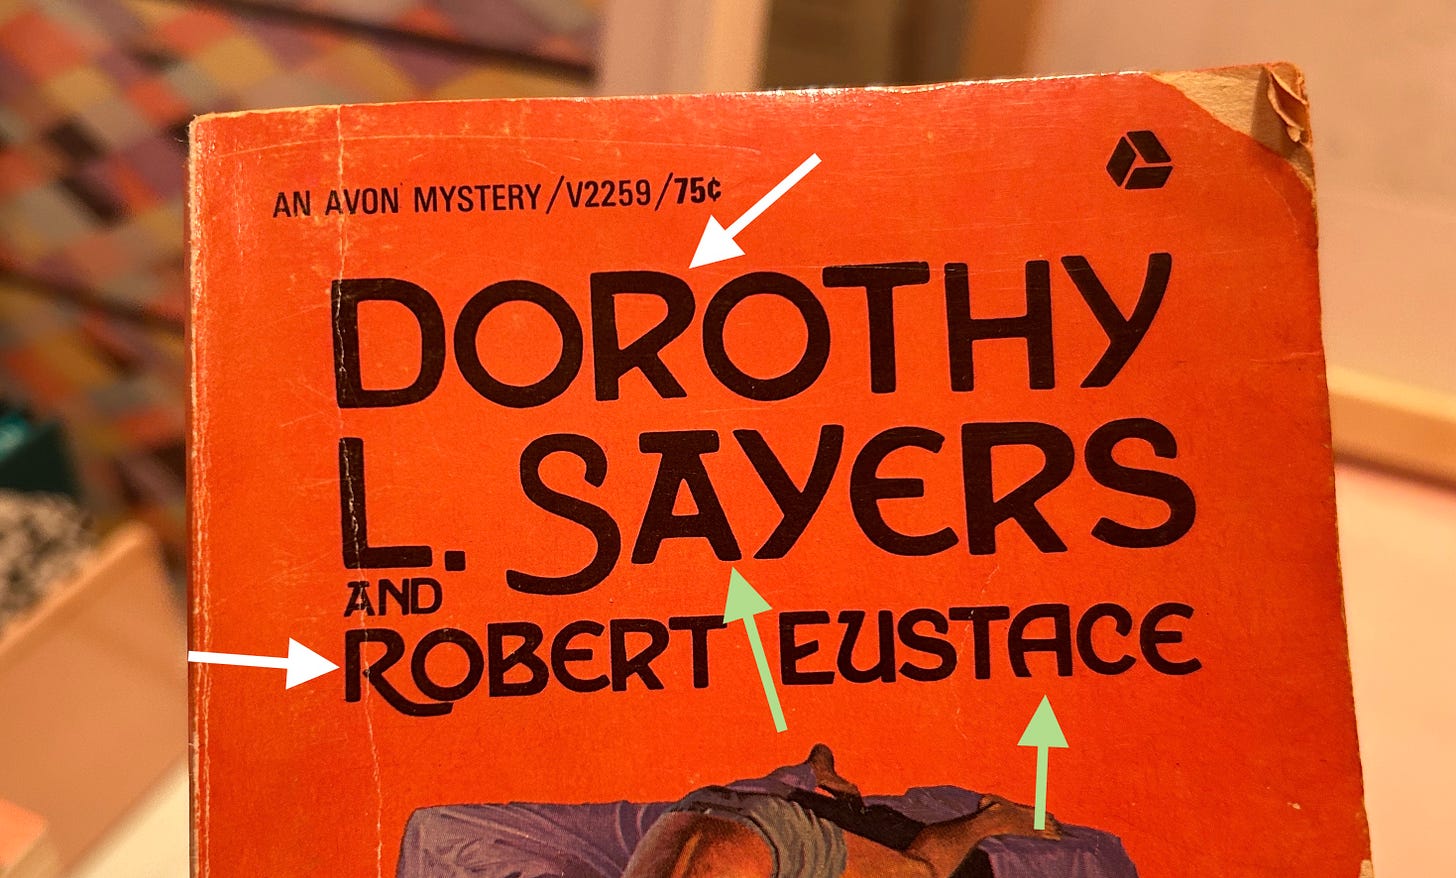 AN AVON MYSTERY/V2259/75¢
DOROTHY
L. SAYERS
AND
ROBERT EUSTACE